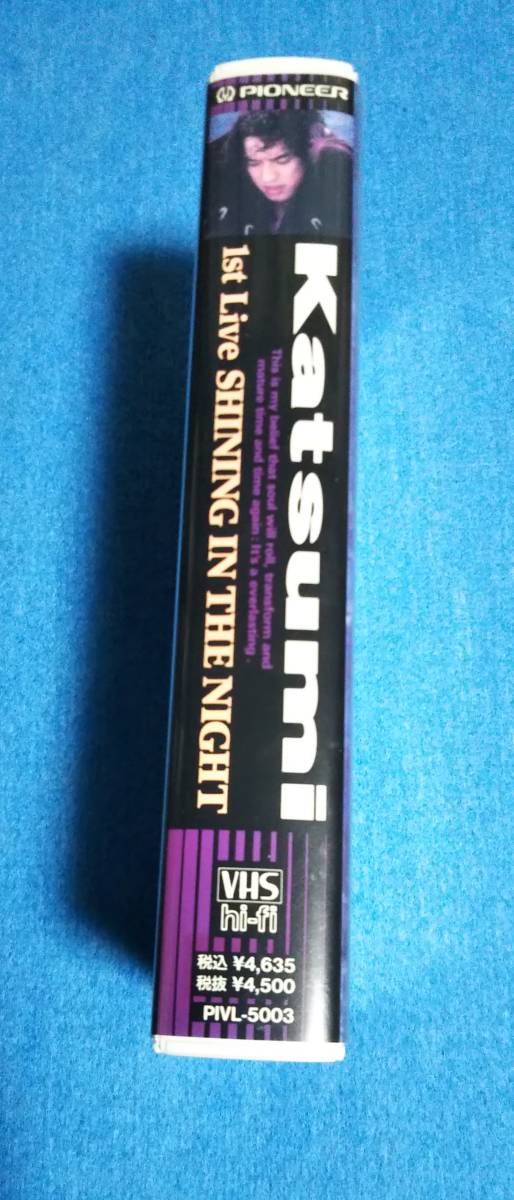 PIONEER
Katsumi
This is my belief that soul will roll, transform and
mature time and time again : It's a everlasting .
1st Live SHINING IN THE NIGHT
VHS
hi-fi
税込 ¥4,635
税抜 ¥4,500
PIVL-5003